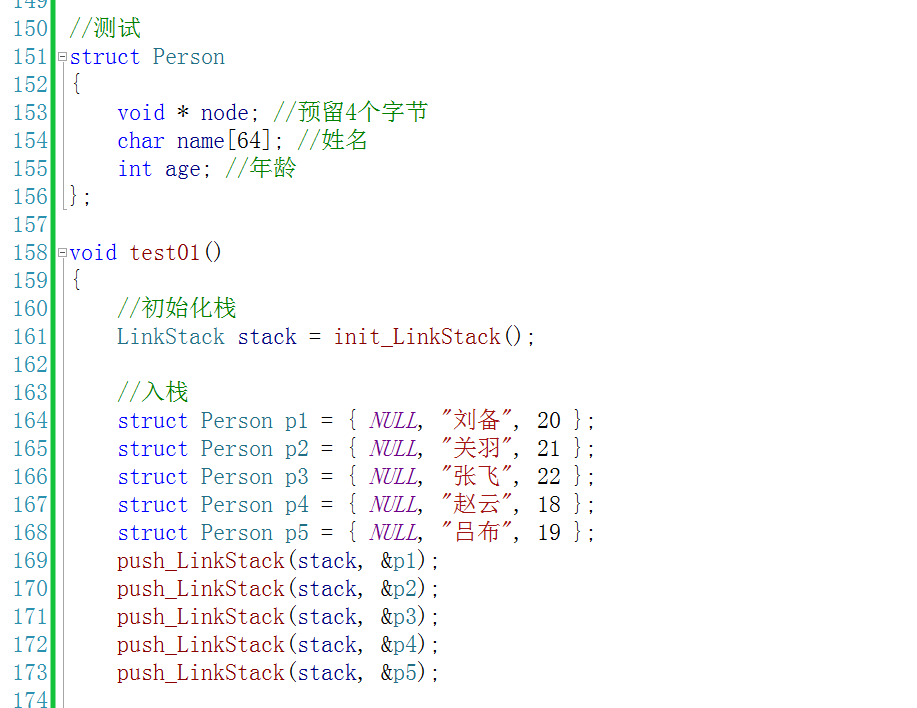 149
150 //测试
151 struct Person
152 {
153 void * node; //预留4个字节
154 char name[64]; //姓名
155 int age; //年龄
156 };
157
158 void test01()
159 {
160 //初始化栈
161 LinkStack stack = init_LinkStack();
162
163 //入栈
164 struct Person p1 = { NULL, "刘备", 20 };
165 struct Person p2 = { NULL, "关羽", 21 };
166 struct Person p3 = { NULL, "张飞", 22 };
167 struct Person p4 = { NULL, "赵云", 18 };
168 struct Person p5 = { NULL, "吕布", 19 };
169 push_LinkStack(stack, &p1);
170 push_LinkStack(stack, &p2);
171 push_LinkStack(stack, &p3);
172 push_LinkStack(stack, &p4);
173 push_LinkStack(stack, &p5);
174